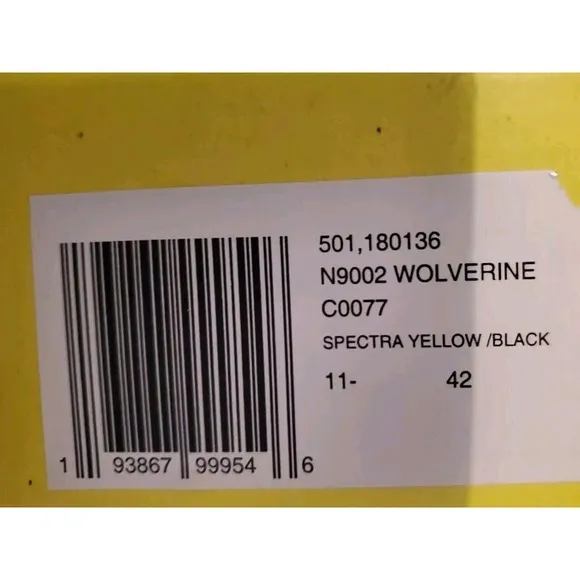 501,180136
N9002 WOLVERINE
C0077
SPECTRA YELLOW /BLACK
11- 42
1 93867 99954 6